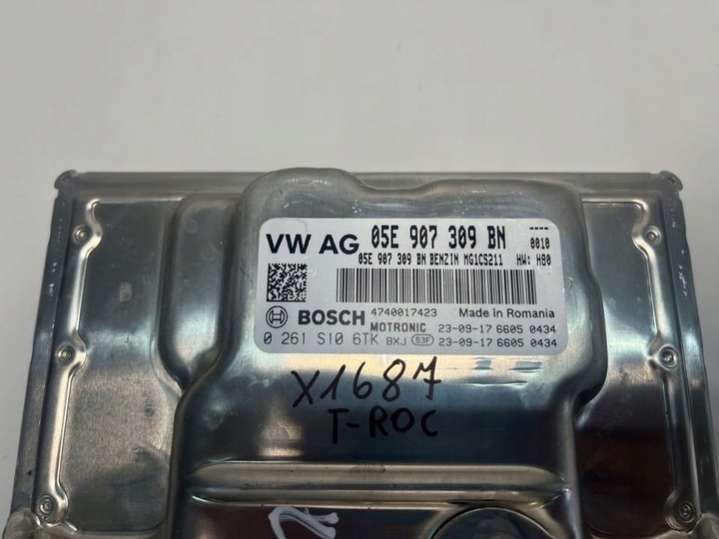 VW AG 05E 907 309 BN ----
05E 907 309 BN BENZIN MG1CS211 0010
HW: H80
4740017423 Made in Romania
BOSCH MOTRONIC 23-09-17 6605 0434
0 261 S10 6TK BXJ S3F 23-09-17 6605 0434
X1687
T-ROC